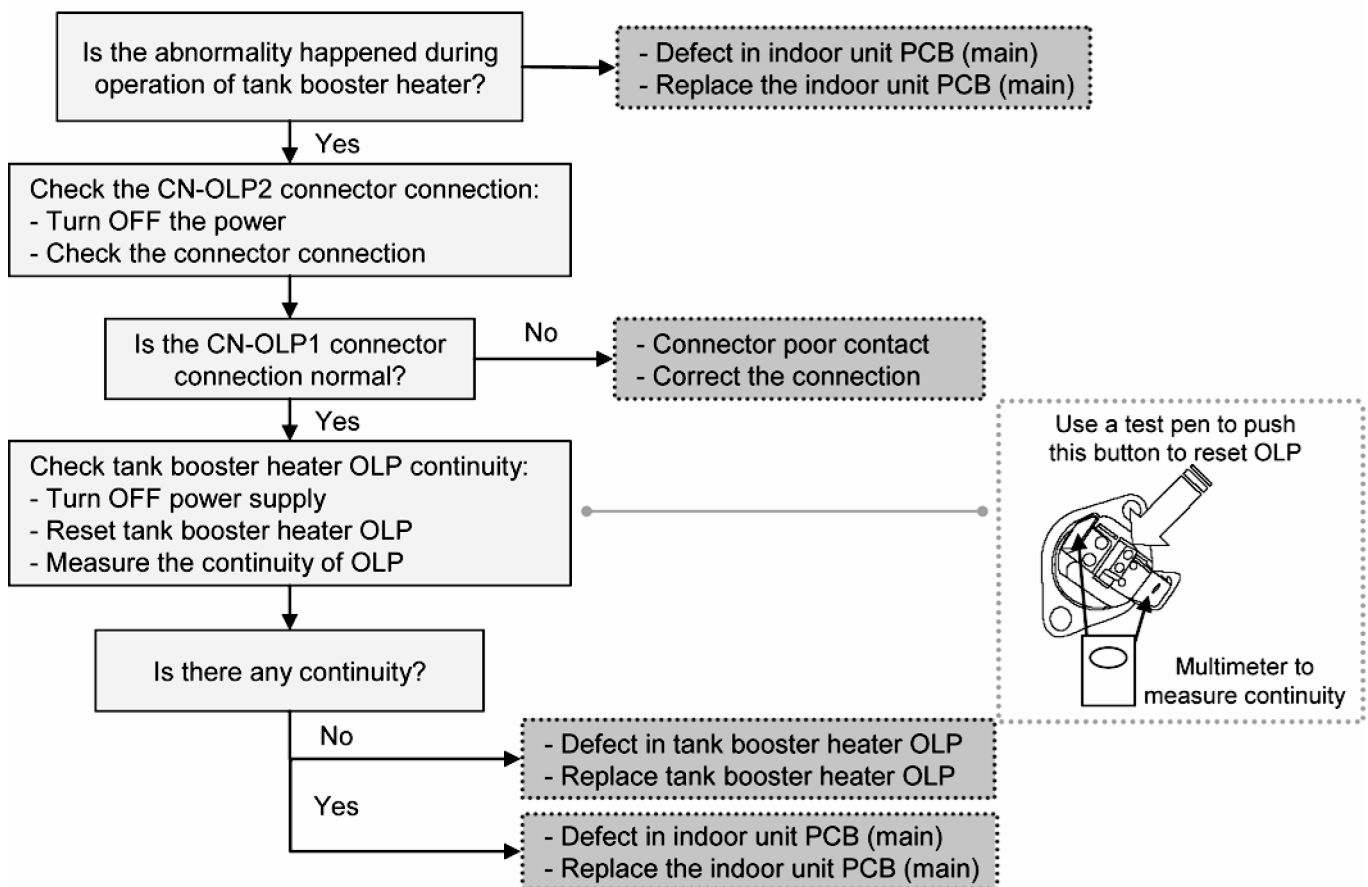 Is the abnormality happened during
operation of tank booster heater?
- Defect in indoor unit PCB (main)
- Replace the indoor unit PCB (main)
Yes
Check the CN-OLP2 connector connection:
- Turn OFF the power
- Check the connector connection
Is the CN-OLP1 connector
connection normal?
No
- Connector poor contact
- Correct the connection
Yes
Check tank booster heater OLP continuity:
- Turn OFF power supply
- Reset tank booster heater OLP
- Measure the continuity of OLP
Use a test pen to push
this button to reset OLP
Multimeter to
measure continuity
Is there any continuity?
No
- Defect in tank booster heater OLP
- Replace tank booster heater OLP
Yes
- Defect in indoor unit PCB (main)
- Replace the indoor unit PCB (main)